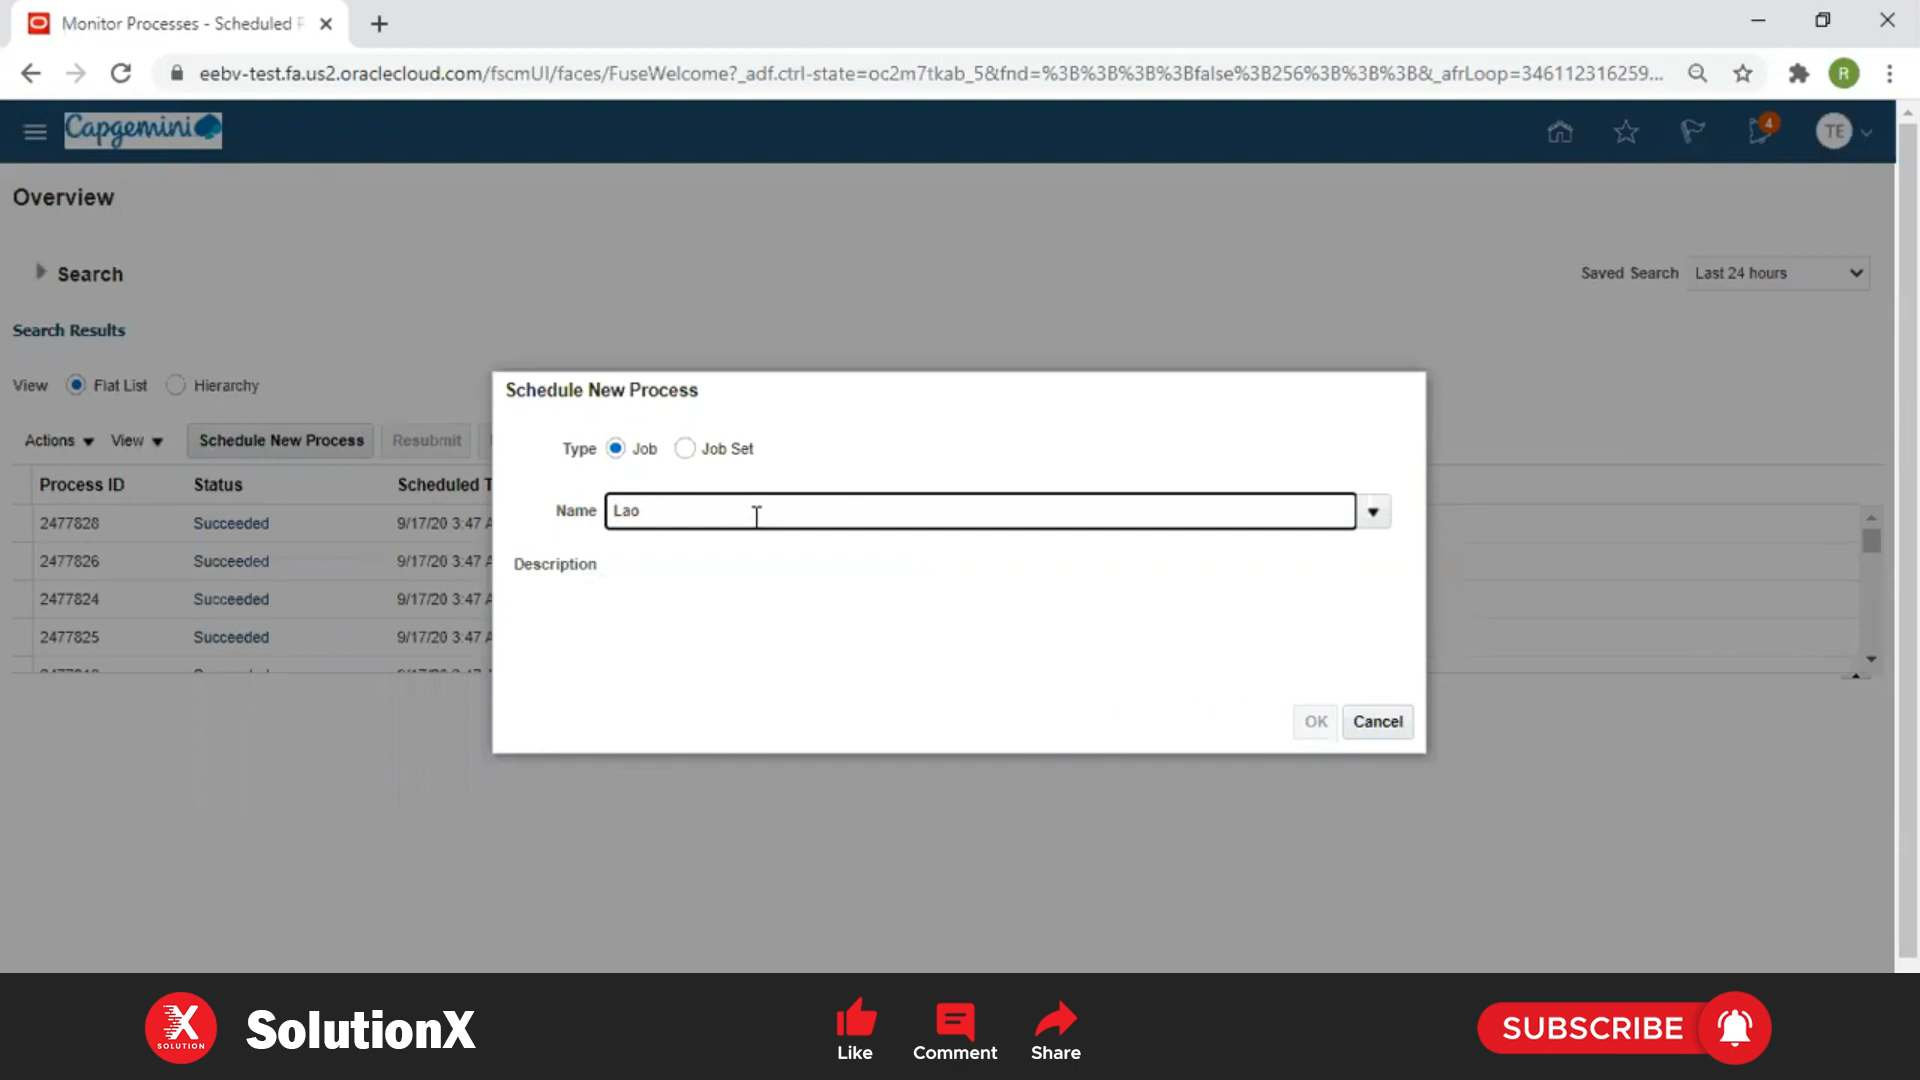 Monitor Processes - Scheduled
eebv-test.fa.us2.oraclecloud.com/fscmUI/faces/FuseWelcome?_adf.ctrl-state=oc2m7tkab_5&fnd=%3B%3B%3B%3Bfalse%3B256%3B%3B%3B&_afrLoop=346112316259...
R
Capgemini
4
TE
Overview
Search
Saved Search Last 24 hours
Search Results
View Flat List Hierarchy
Actions View Schedule New Process Resubmit
Process ID Status Scheduled T
2477828 Succeeded 9/17/20 3:47 A
2477826 Succeeded 9/17/20 3:47 A
2477824 Succeeded 9/17/20 3:47 A
2477825 Succeeded 9/17/20 3:47 A
Schedule New Process
Type Job Job Set
Name Lao
Description
OK Cancel
X
SOLUTION
SolutionX
Like Comment Share
SUBSCRIBE